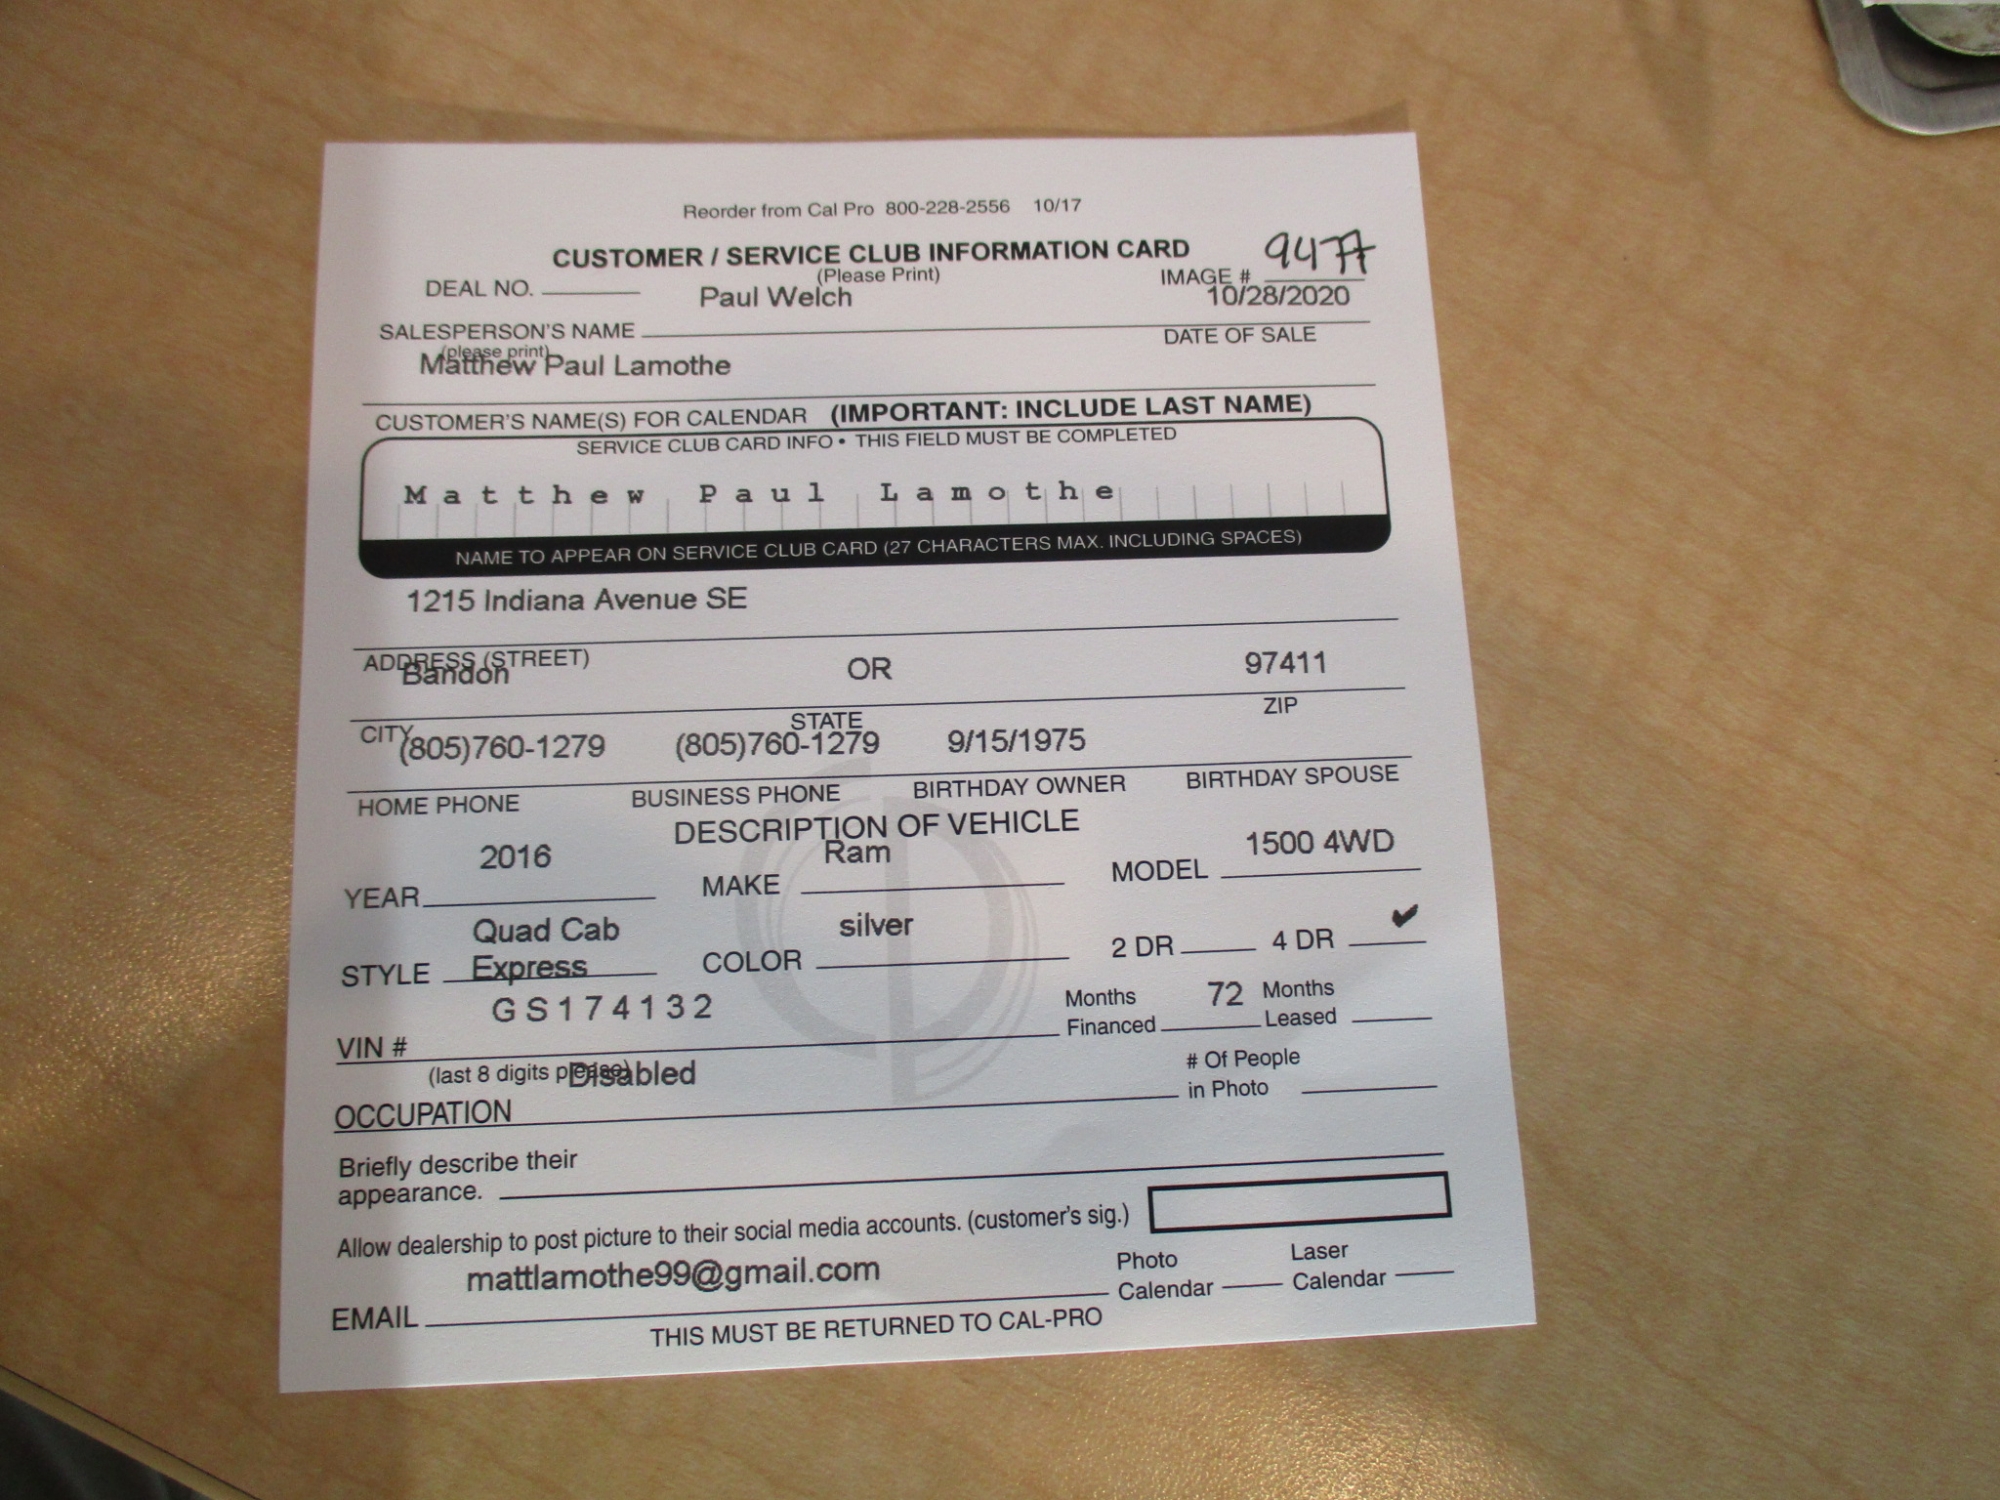 Reorder from Cal Pro 800-228-2556 10/17
CUSTOMER / SERVICE CLUB INFORMATION CARD 9477
(Please Print)
DEAL NO. IMAGE #
Paul Welch 10/28/2020
SALESPERSON'S NAME DATE OF SALE
(please print)
Matthew Paul Lamothe
CUSTOMER'S NAME(S) FOR CALENDAR (IMPORTANT: INCLUDE LAST NAME)
SERVICE CLUB CARD INFO • THIS FIELD MUST BE COMPLETED
Matthew Paul Lamothe
NAME TO APPEAR ON SERVICE CLUB CARD (27 CHARACTERS MAX. INCLUDING SPACES)
1215 Indiana Avenue SE
ADDRESS (STREET)
Bandon OR 97411
CITY STATE ZIP
(805)760-1279 (805)760-1279 9/15/1975
HOME PHONE BUSINESS PHONE BIRTHDAY OWNER BIRTHDAY SPOUSE
DESCRIPTION OF VEHICLE
2016 Ram 1500 4WD
YEAR MAKE MODEL
Quad Cab silver ✔
STYLE Express COLOR 2 DR 4 DR
GS174132 Months 72 Months
VIN # Financed Leased
(last 8 digits please) Disabled # Of People
OCCUPATION in Photo
Briefly describe their
appearance.
Allow dealership to post picture to their social media accounts. (customer's sig.)
mattlamothe99@gmail.com Photo Laser
EMAIL Calendar Calendar
THIS MUST BE RETURNED TO CAL-PRO